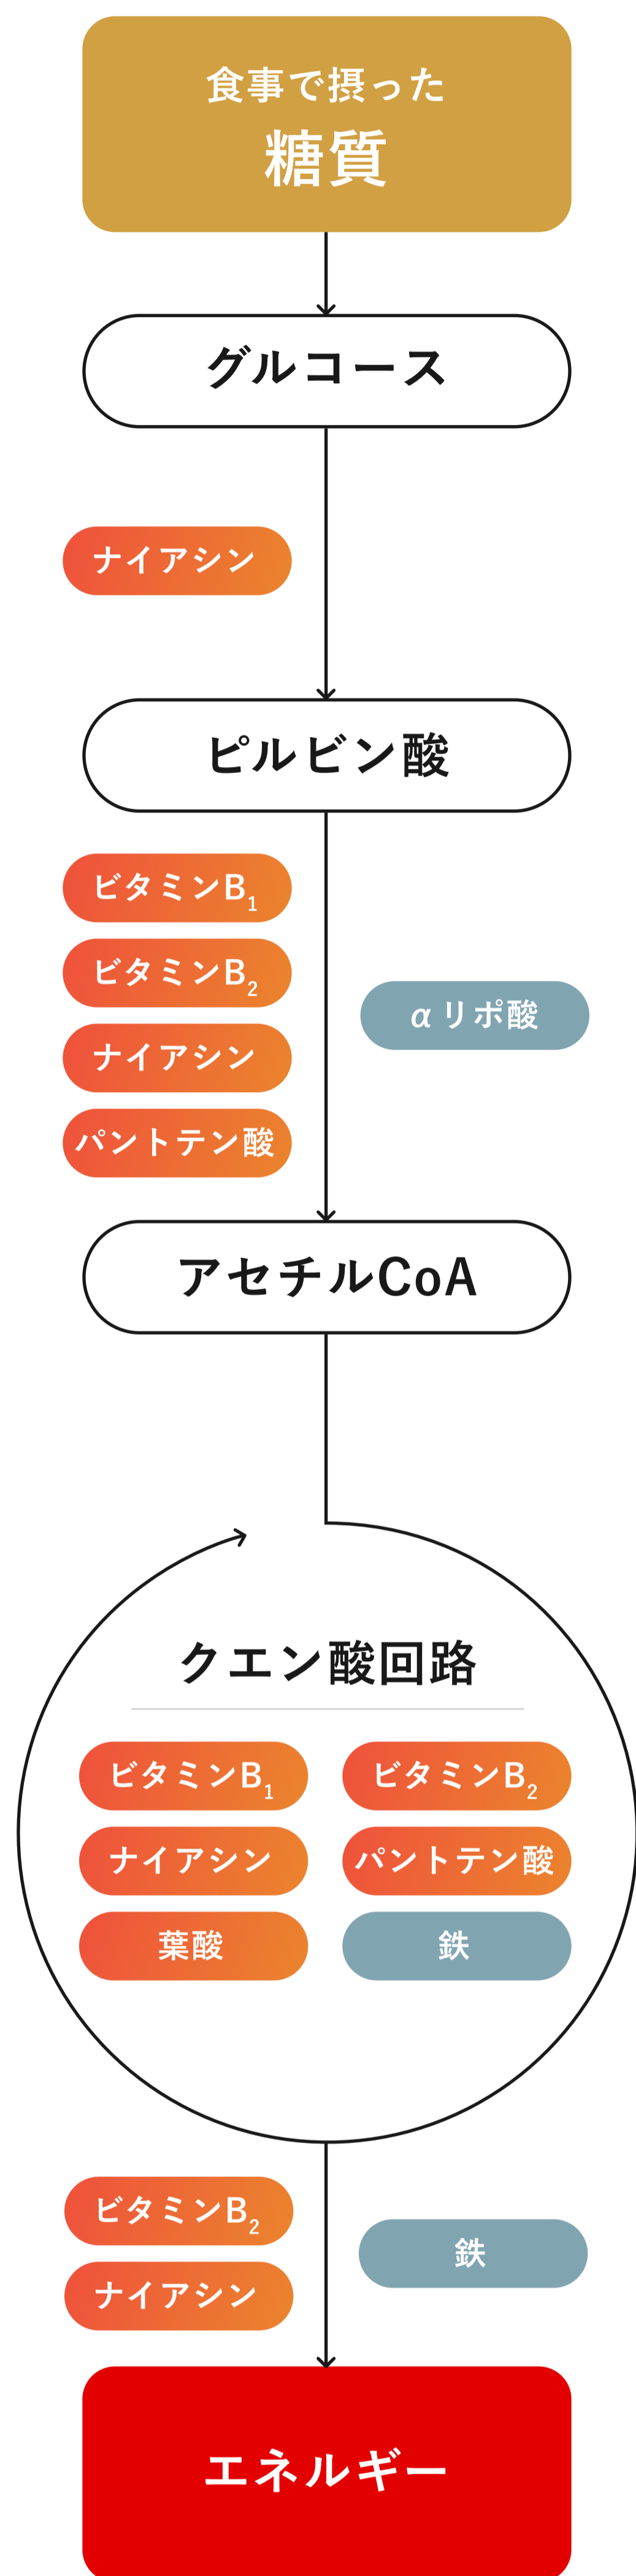 食事で摂った
糖質
グルコース
ナイアシン
ピルビン酸
ビタミンB1
ビタミンB2
ナイアシン
パントテン酸
α リポ酸
アセチルCoA
クエン酸回路
ビタミンB1
ビタミンB2
ナイアシン
パントテン酸
葉酸
鉄
ビタミンB2
ナイアシン
鉄
エネルギー